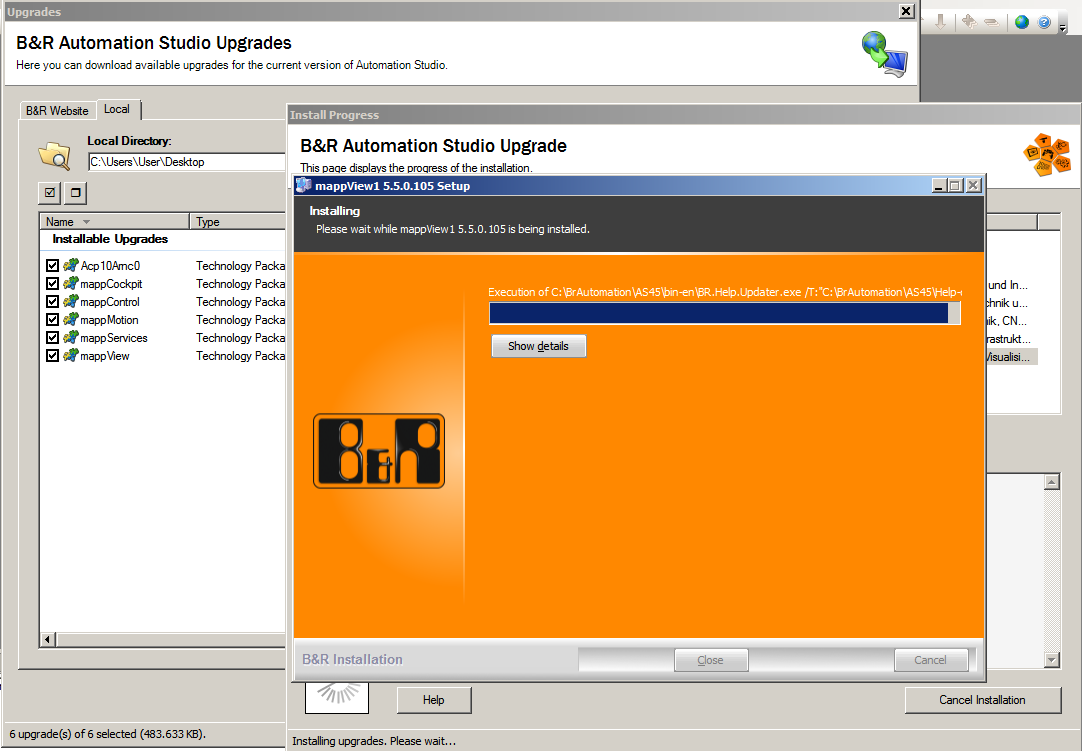 Upgrades
B&R Automation Studio Upgrades
Here you can download available upgrades for the current version of Automation Studio.
B&R Website
Local
Local Directory:
C:\Users\User\Desktop
Name
Type
Installable Upgrades
Acp10Arnc0
Technology Packa
mappCockpit
Technology Packa
mappControl
Technology Packa
mappMotion
Technology Packa
mappServices
Technology Packa
mappView
Technology Packa
6 upgrade(s) of 6 selected (483.633 KB).
Install Progress
B&R Automation Studio Upgrade
This page displays the progress of the installation.
und In...
chnik u...
ik, CN...
rastrukt...
Visualisi...
mappView1 5.5.0.105 Setup
Installing
Please wait while mappView1 5.5.0.105 is being installed.
Execution of C:\BrAutomation\AS45\bin-en\BR.Help.Updater.exe /T:"C:\BrAutomation\AS45\Help-
Show details
B&R
B&R Installation
Close
Cancel
Help
Cancel Installation
Installing upgrades. Please wait...